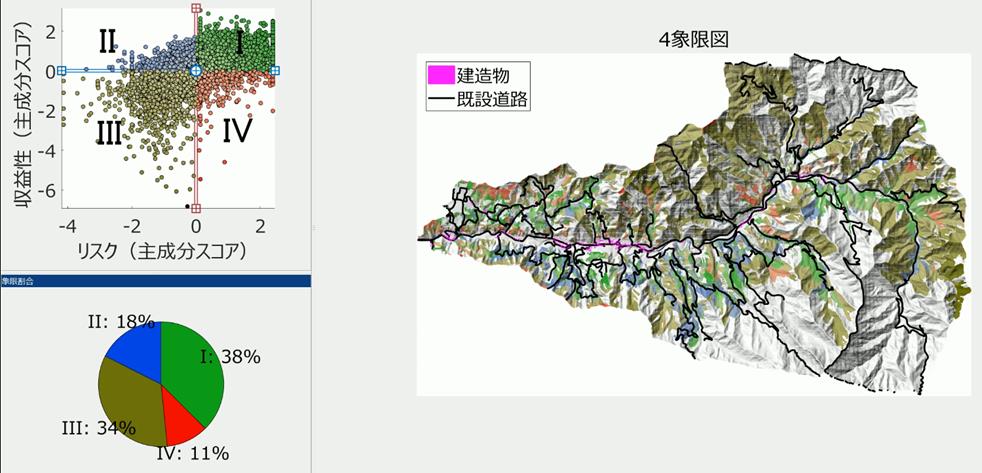 収益性（主成分スコア）
2
0
-2
-4
-6
II
I
III
IV
-4
-2
0
2
リスク（主成分スコア）
象限割合
II: 18%
I: 38%
III: 34%
IV: 11%
4象限図
建造物
既設道路